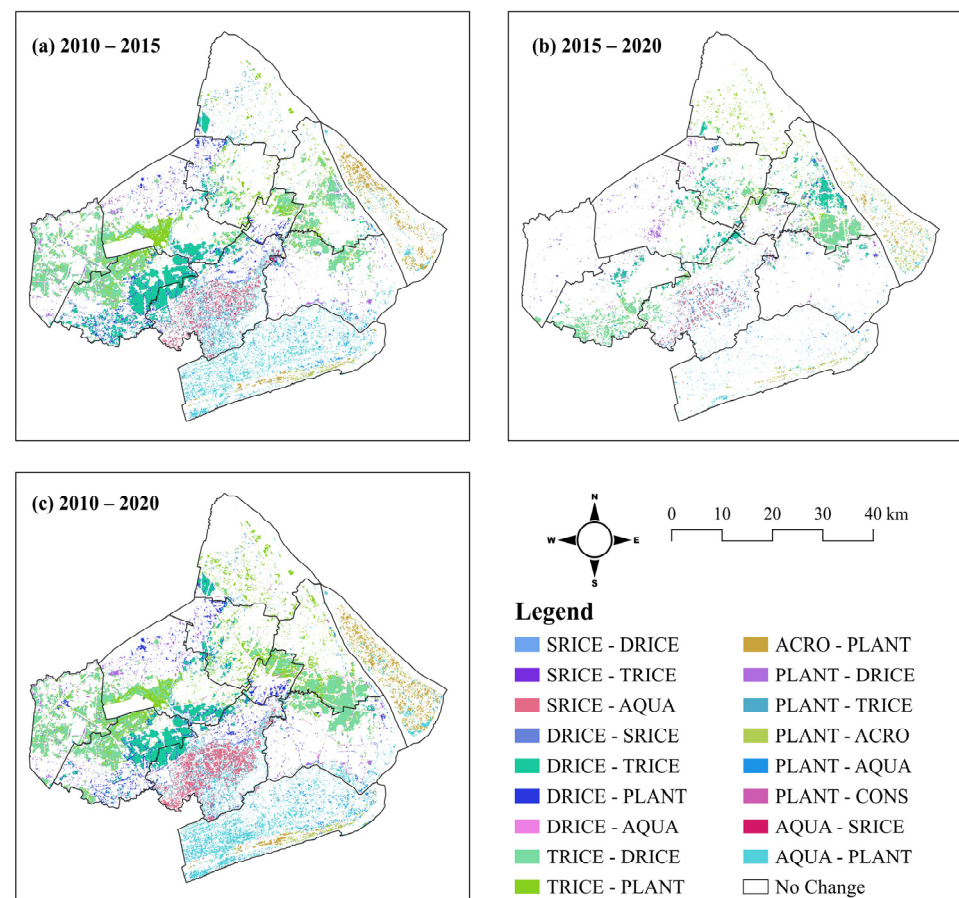 (a) 2010 – 2015
(b) 2015 – 2020
(c) 2010 – 2020
N
W
E
S
0 10 20 30 40 km
Legend
SRICE - DRICE
SRICE - TRICE
SRICE - AQUA
DRICE - SRICE
DRICE - TRICE
DRICE - PLANT
DRICE - AQUA
TRICE - DRICE
TRICE - PLANT
ACRO - PLANT
PLANT - DRICE
PLANT - TRICE
PLANT - ACRO
PLANT - AQUA
PLANT - CONS
AQUA - SRICE
AQUA - PLANT
No Change